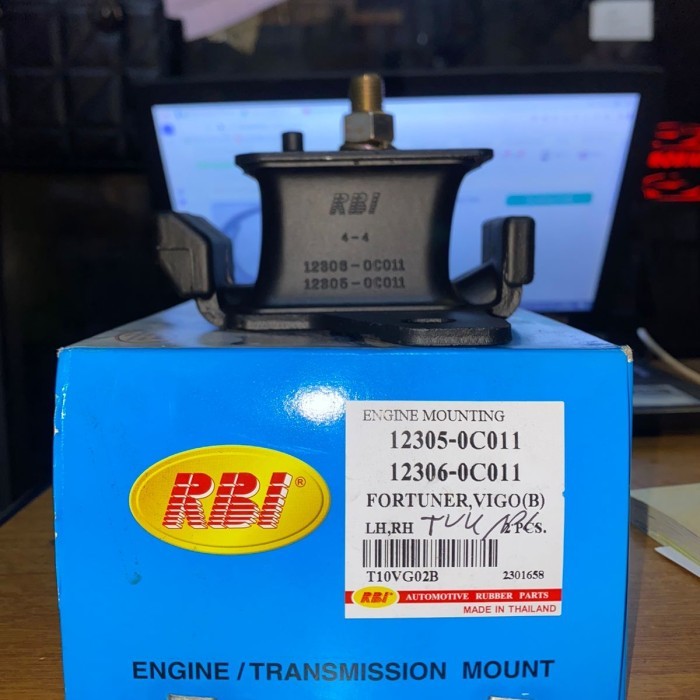 RBI
4-4
12306-0C011
12305-0C011
ENGINE MOUNTING
12305-0C011
12306-0C011
FORTUNER,VIGO(B)
LH,RH 2 PCS.
T10VG02B 2301658
RBI AUTOMOTIVE RUBBER PARTS
MADE IN THAILAND
RBI®
ENGINE / TRANSMISSION MOUNT